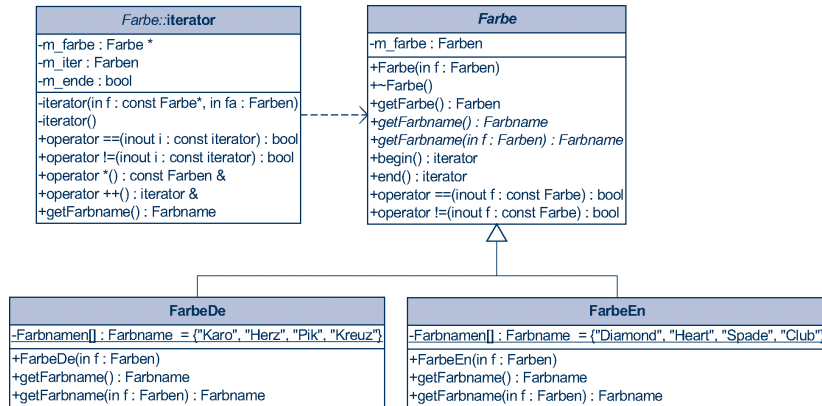 Farbe::iterator
-m_farbe : Farbe *
-m_iter : Farben
-m_ende : bool
-iterator(in f : const Farbe*, in fa : Farben)
-iterator()
+operator ==(inout i : const iterator) : bool
+operator !=(inout i : const iterator) : bool
+operator *() : const Farben &
+operator ++() : iterator &
+getFarbname() : Farbname
Farbe
-m_farbe : Farben
+Farbe(in f : Farben)
+~Farbe()
+getFarbe() : Farben
+getFarbname() : Farbname
+getFarbname(in f : Farben) : Farbname
+begin() : iterator
+end() : iterator
+operator ==(inout f : const Farbe) : bool
+operator !=(inout f : const Farbe) : bool
FarbeDe
-Farbnamen[] : Farbname = {"Karo", "Herz", "Pik", "Kreuz"}
+FarbeDe(in f : Farben)
+getFarbname() : Farbname
+getFarbname(in f : Farben) : Farbname
FarbeEn
-Farbnamen[] : Farbname = {"Diamond", "Heart", "Spade", "Club"}
+FarbeEn(in f : Farben)
+getFarbname() : Farbname
+getFarbname(in f : Farben) : Farbname